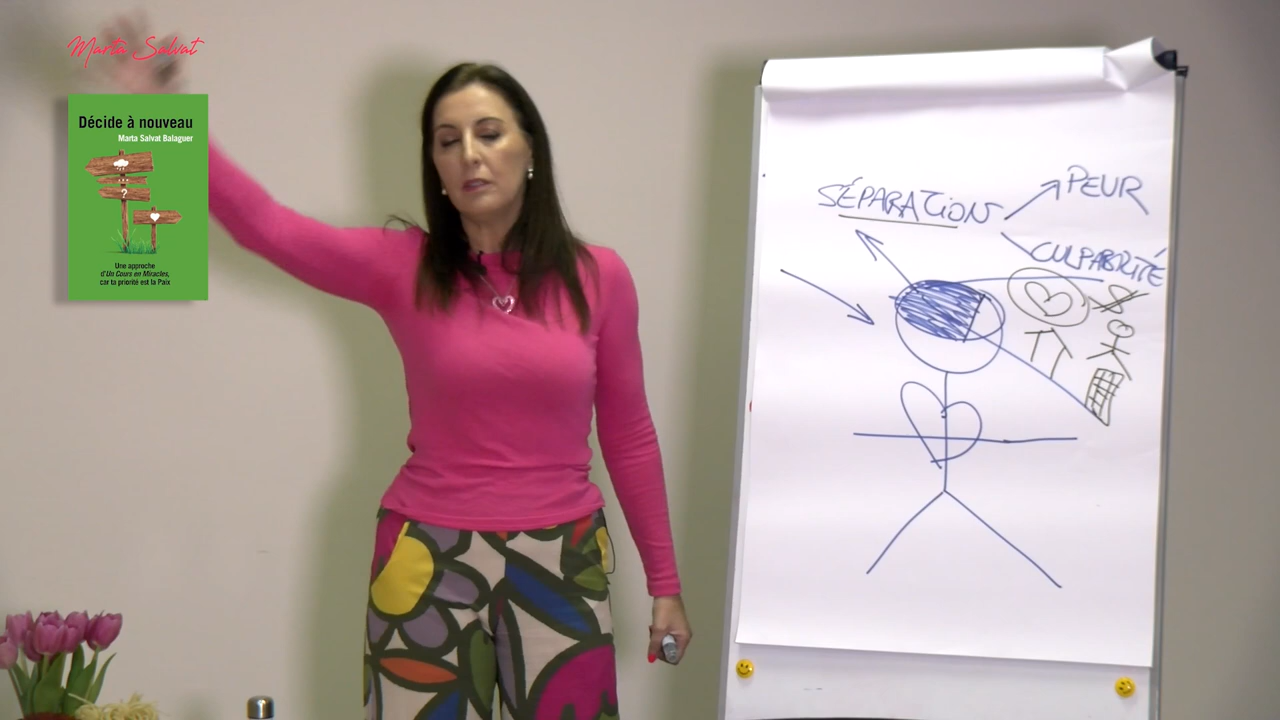 Marta Salvat
Décide à nouveau
Marta Salvat Balaguer
?
Une approche
d'Un Cours en Miracles,
car ta priorité est la Paix
SÉPARATION
PEUR
CULPABRITÉ